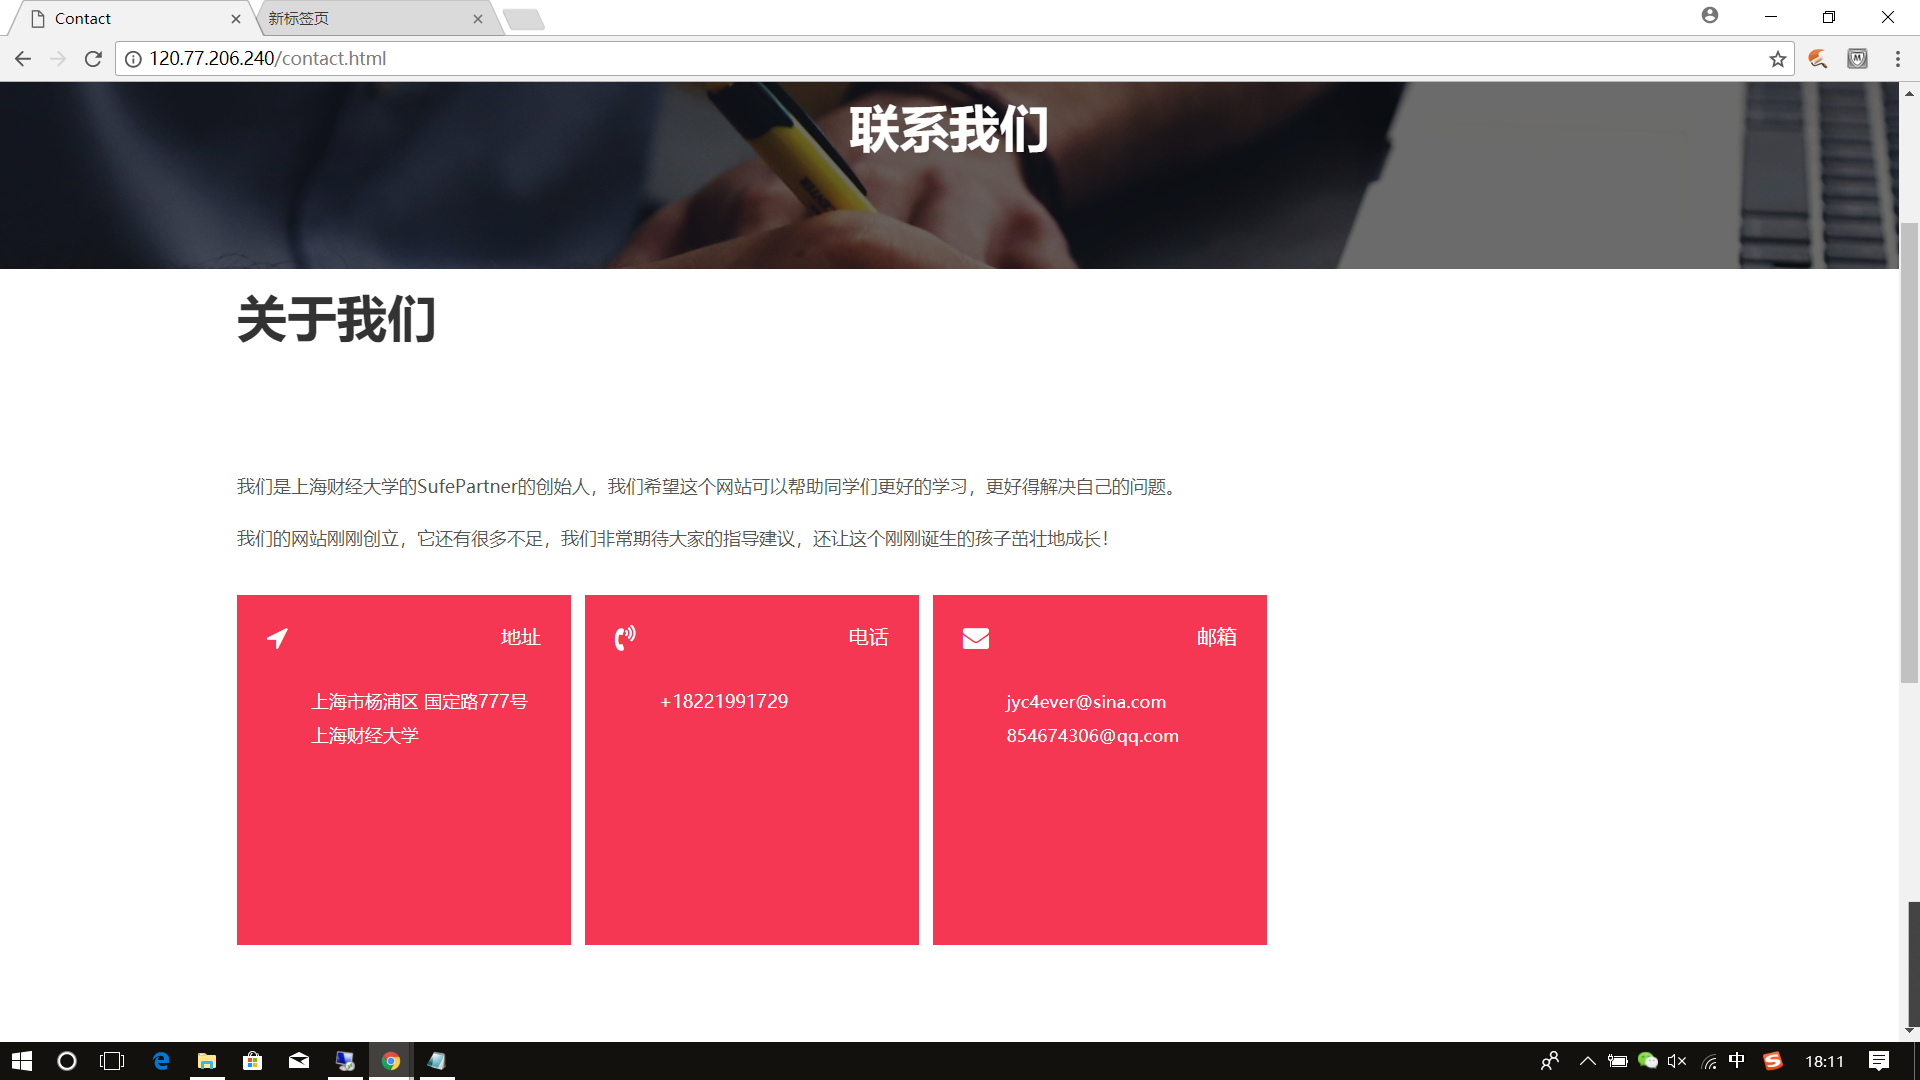 Contact
新标签页
120.77.206.240/contact.html
联系我们
关于我们
我们是上海财经大学的SufePartner的创始人，我们希望这个网站可以帮助同学们更好的学习，更好得解决自己的问题。
我们的网站刚刚创立，它还有很多不足，我们非常期待大家的指导建议，还让这个刚刚诞生的孩子茁壮地成长！
地址
上海市杨浦区 国定路777号
上海财经大学
电话
+18221991729
邮箱
jyc4ever@sina.com
854674306@qq.com
中
18:11